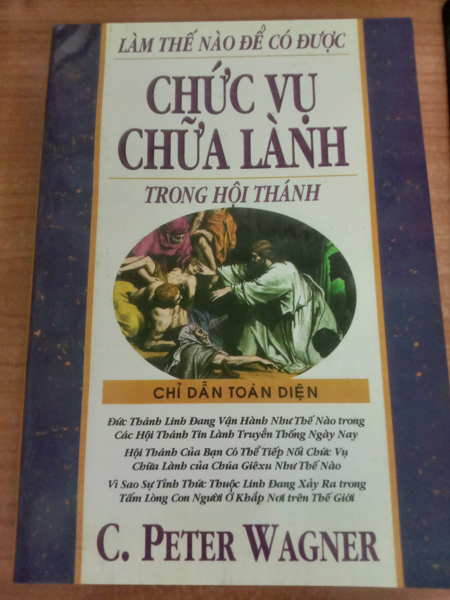 LÀM THẾ NÀO ĐỂ CÓ ĐƯỢC
CHỨC VỤ
CHỮA LÀNH
TRONG HỘI THÁNH
CHỈ DẪN TOÀN DIỆN
Đức Thánh Linh Đang Vận Hành Như Thế Nào trong
Các Hội Thánh Tin Lành Truyền Thống Ngày Nay
Hội Thánh Của Bạn Có Thể Tiếp Nối Chức Vụ
Chữa Lành của Chúa Giêxu Như Thế Nào
Vì Sao Sự Tỉnh Thức Thuộc Linh Đang Xảy Ra trong
Tấm Lòng Con Người Ở Khắp Nơi trên Thế Giới
C. PETER WAGNER